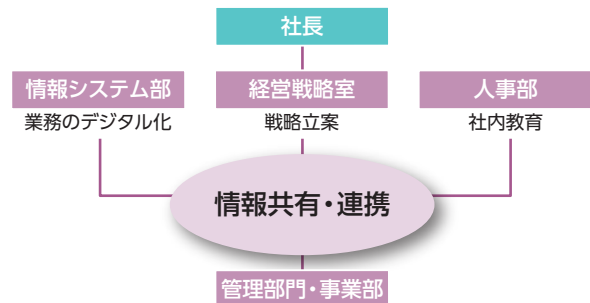 社長
情報システム部
業務のデジタル化
経営戦略室
戦略立案
人事部
社内教育
情報共有・連携
管理部門・事業部